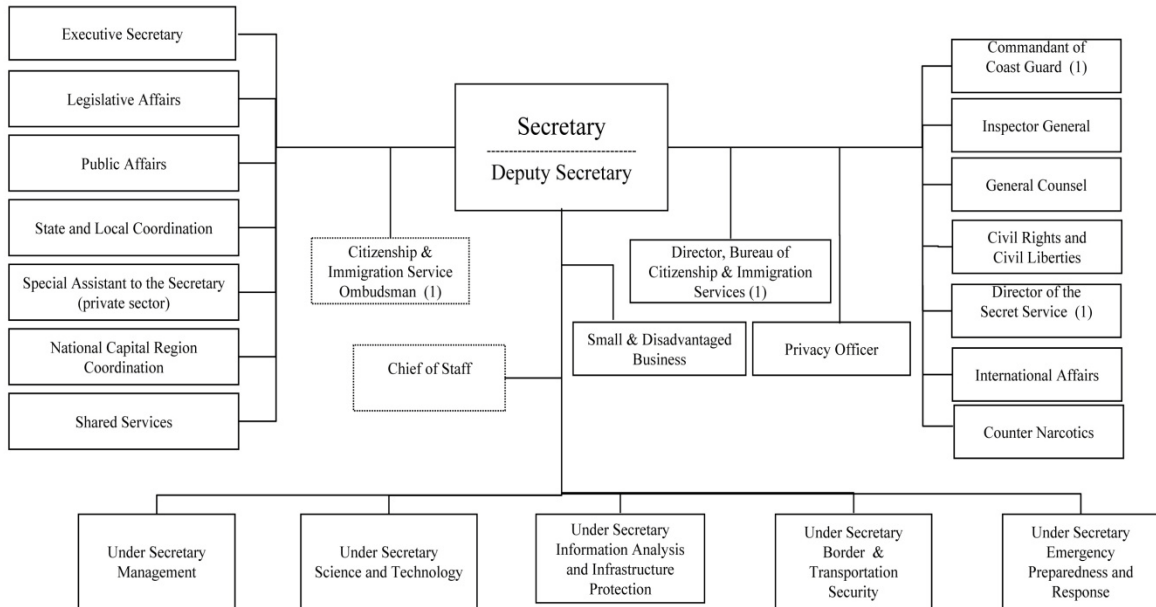 Executive Secretary
Legislative Affairs
Public Affairs
State and Local Coordination
Special Assistant to the Secretary
(private sector)
National Capital Region
Coordination
Shared Services
Secretary
Deputy Secretary
Citizenship &
Immigration Service
Ombudsman (1)
Chief of Staff
Director, Bureau of
Citizenship & Immigration
Services (1)
Small & Disadvantaged
Business
Privacy Officer
Commandant of
Coast Guard (1)
Inspector General
General Counsel
Civil Rights and
Civil Liberties
Director of the
Secret Service (1)
International Affairs
Counter Narcotics
Under Secretary
Management
Under Secretary
Science and Technology
Under Secretary
Information Analysis
and Infrastructure
Protection
Under Secretary
Border &
Transportation
Security
Under Secretary
Emergency
Preparedness and
Response